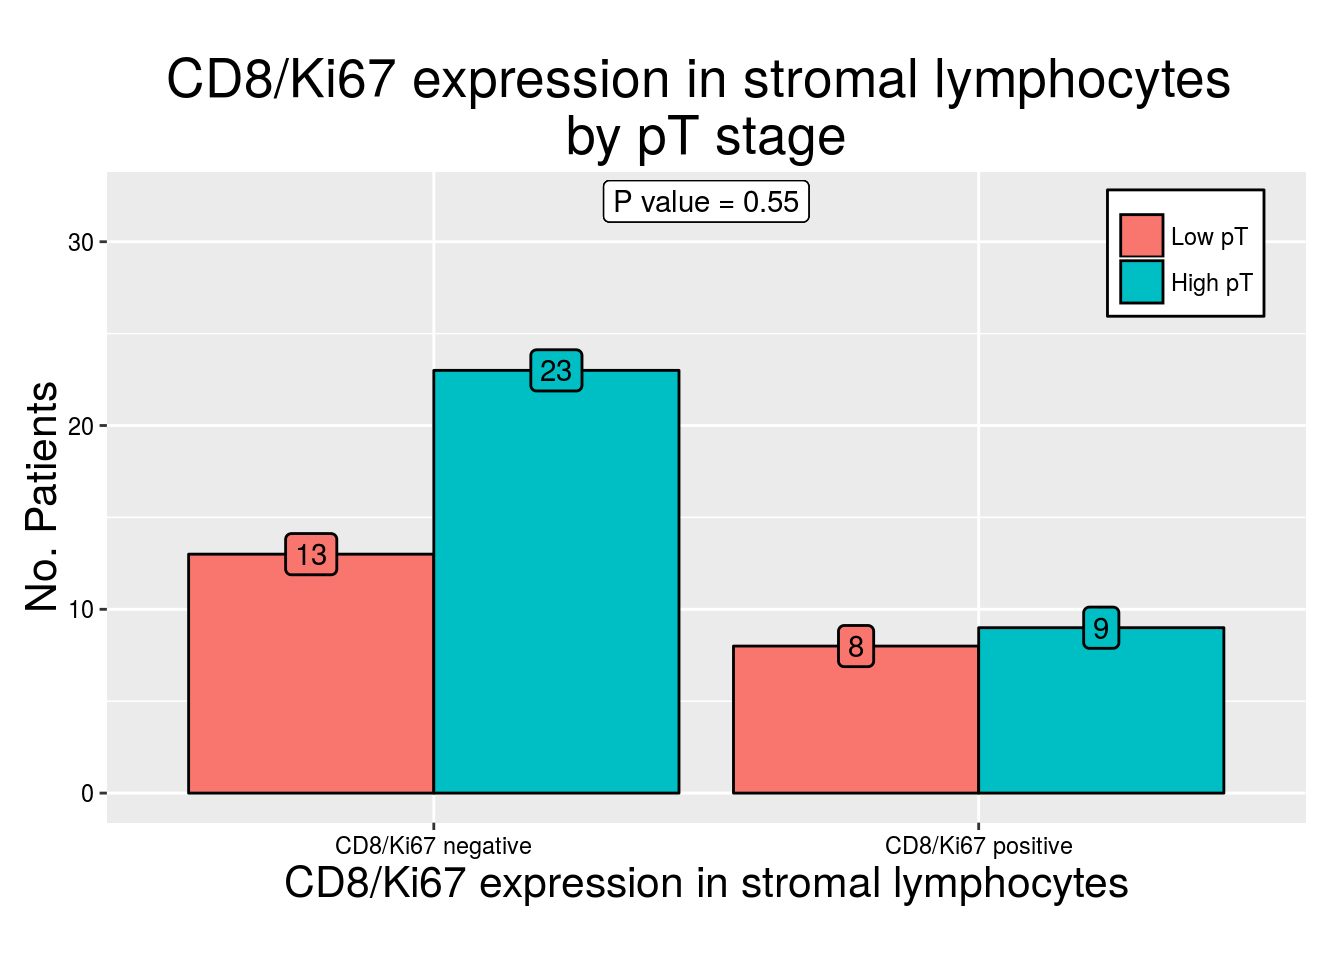 CD8/Ki67 expression in stromal lymphocytes
by pT stage
P value = 0.55
Low pT
High pT
No. Patients
30
20
10
0
13
23
8
9
CD8/Ki67 negative
CD8/Ki67 positive
CD8/Ki67 expression in stromal lymphocytes